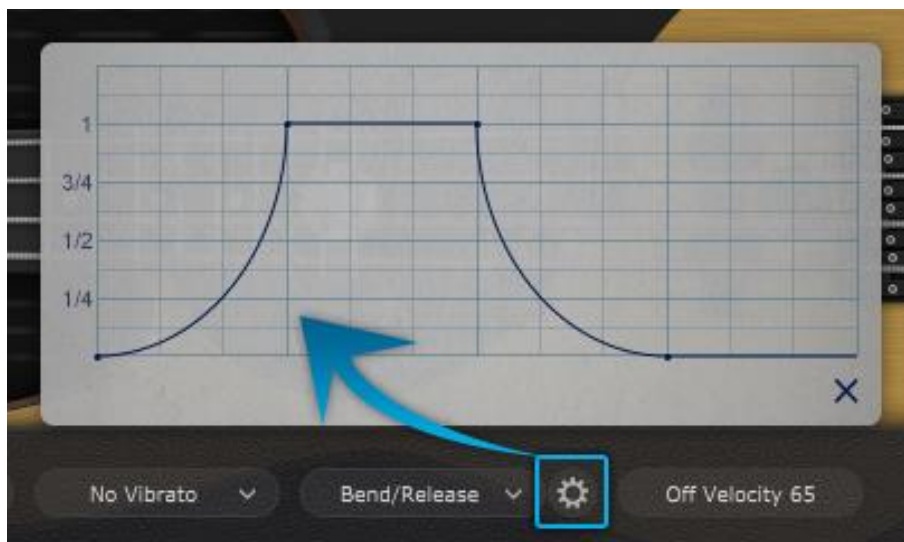 1
3/4
1/2
1/4
No Vibrato
Bend/Release
Off Velocity 65